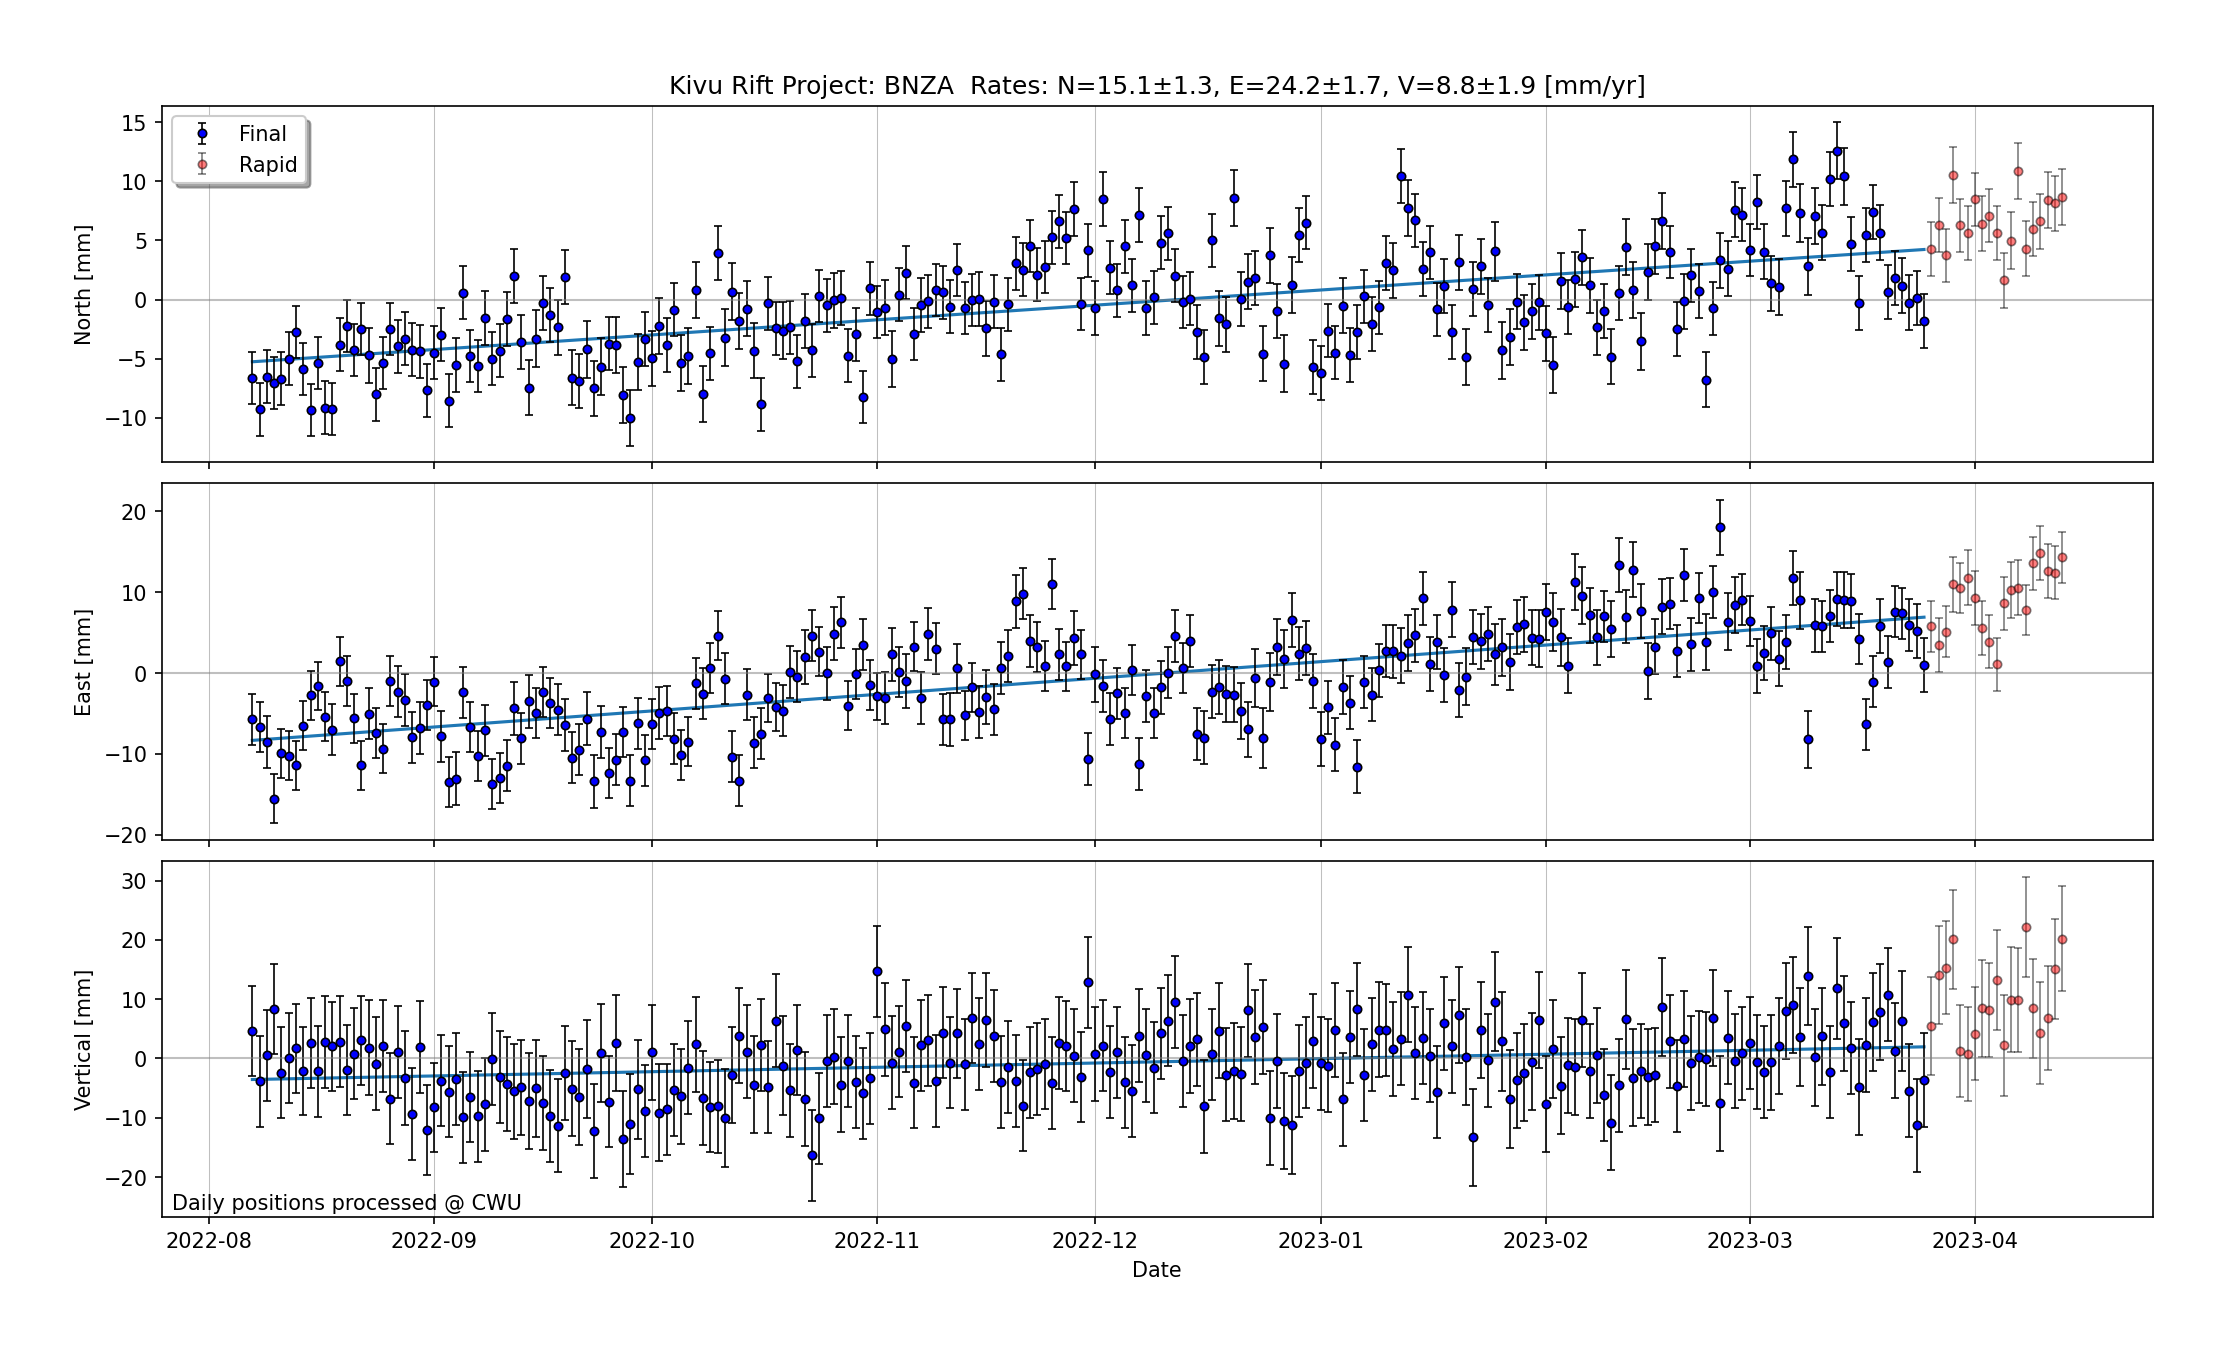 Kivu Rift Project: BNZA  Rates: N=15.1±1.3, E=24.2±1.7, V=8.8±1.9 [mm/yr]
Final
Rapid
North [mm]
15
10
5
0
−5
−10
East [mm]
20
10
0
−10
−20
Vertical [mm]
30
20
10
0
−10
−20
Daily positions processed @ CWU
2022-08 2022-09 2022-10 2022-11 2022-12 2023-01 2023-02 2023-03 2023-04
Date